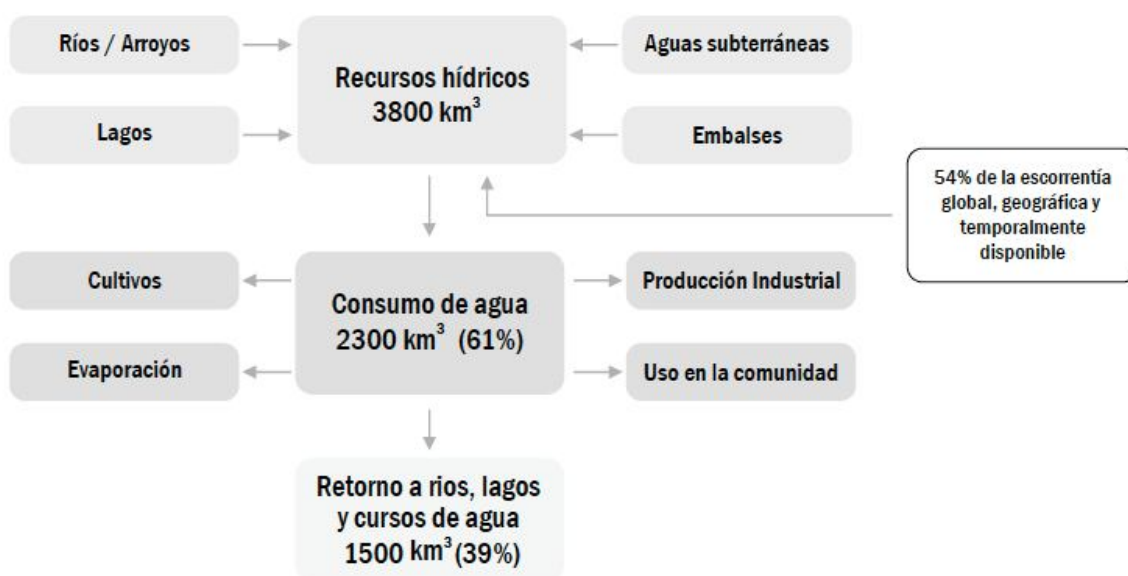 Ríos / Arroyos
Recursos hídricos
3800 km³
Aguas subterráneas
Lagos
Embalses
54% de la escorrentía
global, geográfica y
temporalmente
disponible
Cultivos
Consumo de agua
2300 km³ (61%)
Producción Industrial
Evaporación
Uso en la comunidad
Retorno a rios, lagos
y cursos de agua
1500 km³(39%)